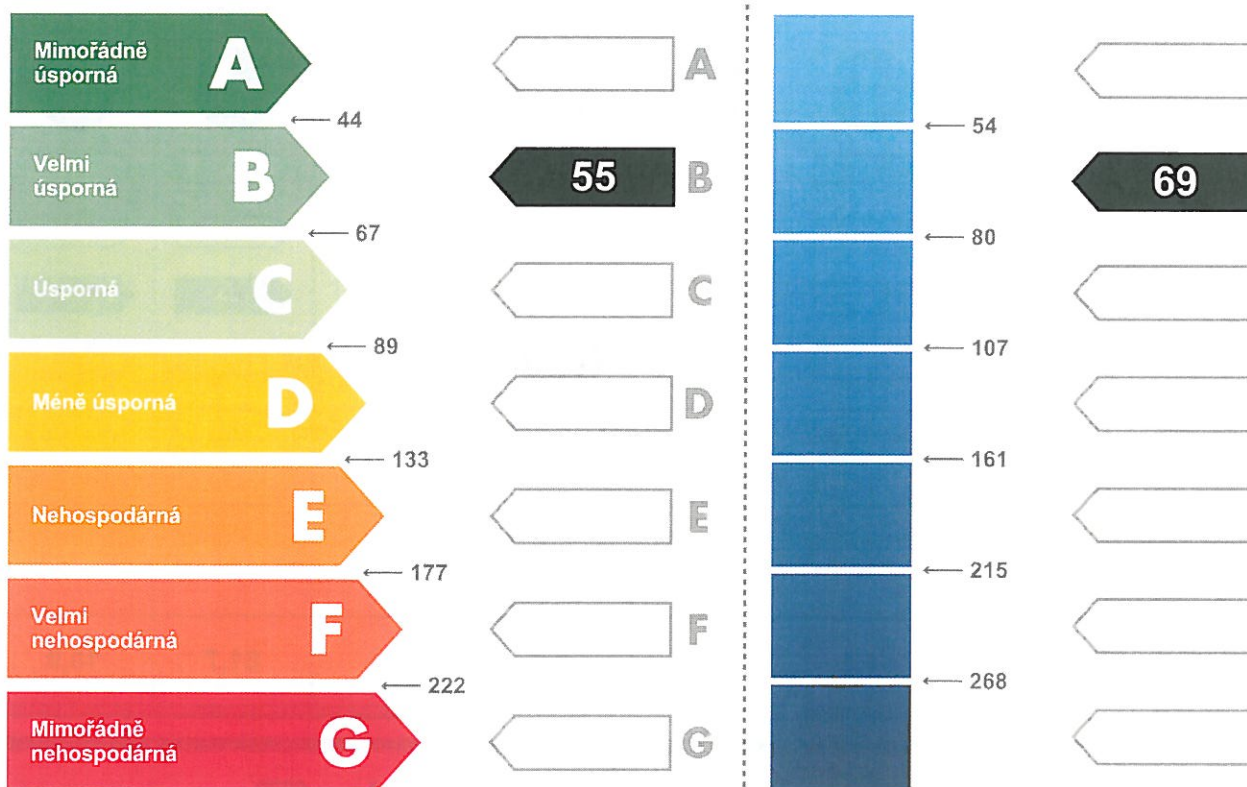 Mimořádně
úsporná
A
A
← 44
← 54
Velmi
úsporná
B
55
B
69
← 67
← 80
Úsporná
C
C
← 89
← 107
Méně úsporná
D
D
← 133
← 161
Nehospodárná
E
E
← 177
← 215
Velmi
nehospodárná
F
F
← 222
← 268
Mimořádně
nehospodárná
G
G